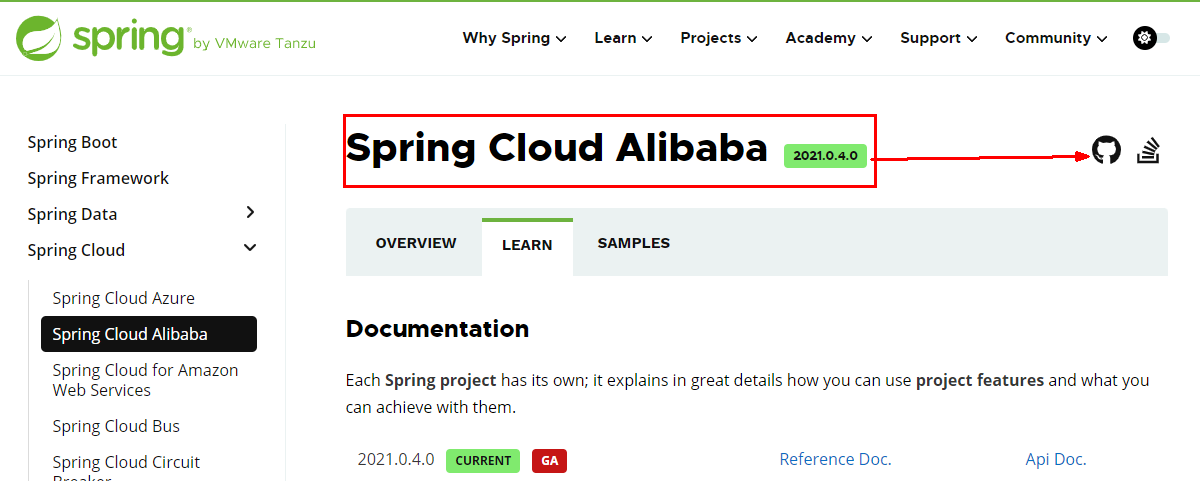 spring by VMware Tanzu
Why Spring Learn Projects Academy Support Community
Spring Boot
Spring Framework
Spring Data
Spring Cloud
Spring Cloud Azure
Spring Cloud Alibaba
Spring Cloud for Amazon
Web Services
Spring Cloud Bus
Spring Cloud Circuit
Breaker
Spring Cloud Alibaba 2021.0.4.0
OVERVIEW LEARN SAMPLES
Documentation
Each Spring project has its own; it explains in great details how you can use project features and what you
can achieve with them.
2021.0.4.0 CURRENT GA Reference Doc. Api Doc.